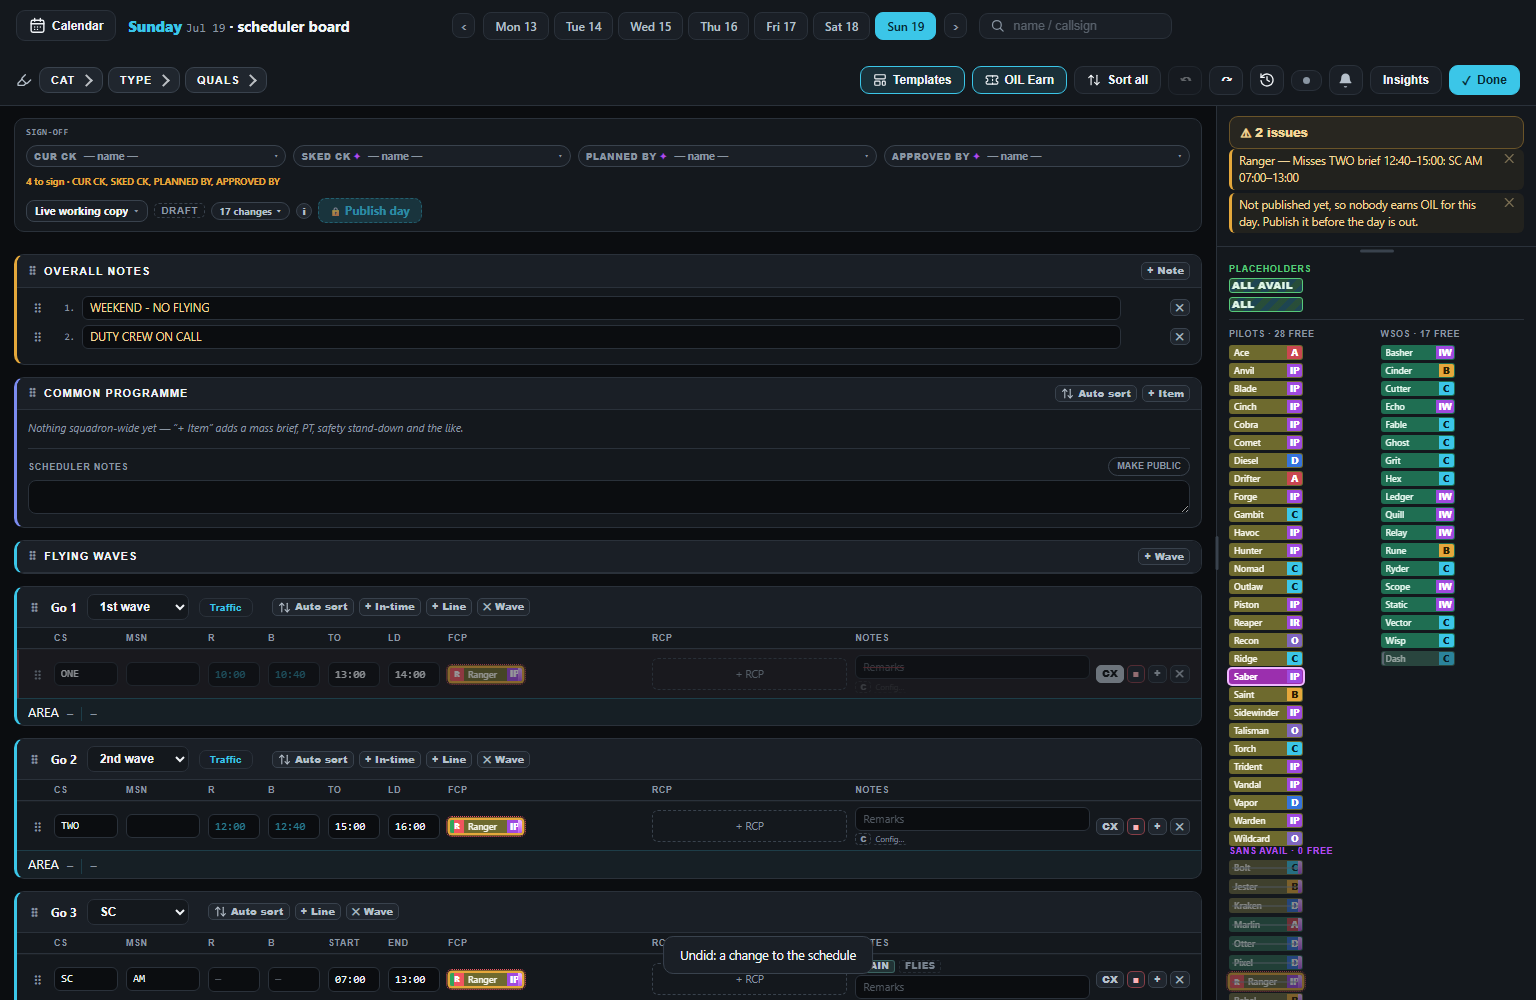 Calendar
Sunday Jul 19 · scheduler board
‹ Mon 13 Tue 14 Wed 15 Thu 16 Fri 17 Sat 18 Sun 19 ›
name / callsign
CAT TYPE QUALS
Templates OIL Earn Sort all Insights ✓ Done
SIGN-OFF
CUR CK — name —
SKED CK ✦ — name —
PLANNED BY ✦ — name —
APPROVED BY ✦ — name —
4 to sign · CUR CK, SKED CK, PLANNED BY, APPROVED BY
Live working copy DRAFT 17 changes i Publish day
OVERALL NOTES + Note
1. WEEKEND - NO FLYING ✕
2. DUTY CREW ON CALL ✕
COMMON PROGRAMME Auto sort + Item
Nothing squadron-wide yet — "+ Item" adds a mass brief, PT, safety stand-down and the like.
SCHEDULER NOTES MAKE PUBLIC
FLYING WAVES + Wave
Go 1 1st wave Traffic Auto sort + In-time + Line ✕ Wave
CS MSN R B TO LD FCP RCP NOTES
ONE 10:00 10:40 13:00 14:00 R Ranger IP + RCP Remarks CX + ✕
C Config...
AREA – –
Go 2 2nd wave Traffic Auto sort + In-time + Line ✕ Wave
CS MSN R B TO LD FCP RCP NOTES
TWO 12:00 12:40 15:00 16:00 R Ranger IP + RCP Remarks CX + ✕
C Config...
AREA – –
Go 3 SC Auto sort + Line ✕ Wave
CS MSN R B START END FCP
SC AM – – 07:00 13:00 R Ranger IP + RCP FLIES Remarks CX + ✕
Undid: a change to the schedule
⚠ 2 issues
Ranger — Misses TWO brief 12:40–15:00: SC AM
07:00–13:00
Not published yet, so nobody earns OIL for this
day. Publish it before the day is out.
PLACEHOLDERS
ALL AVAIL
ALL
PILOTS · 28 FREE
Ace A
Anvil IP
Blade IP
Cinch IP
Cobra IP
Comet IP
Diesel D
Drifter A
Forge IP
Gambit C
Havoc IP
Hunter IP
Nomad C
Outlaw C
Piston IP
Reaper IR
Recon O
Ridge C
Saber IP
Saint B
Sidewinder IP
Talisman O
Torch C
Trident IP
Vandal IP
Vapor D
Warden IP
Wildcard O
WSOS · 17 FREE
Basher IW
Cinder B
Cutter C
Echo IW
Fable C
Ghost C
Grit C
Hex C
Ledger IW
Quill IW
Relay IW
Rune B
Ryder C
Scope IW
Static IW
Vector C
Wisp C
Dash C
SANS AVAIL · 0 FREE
Bolt C
Jester B
Kraken D
Marlin A
Otter D
Pixel D
R Ranger IP